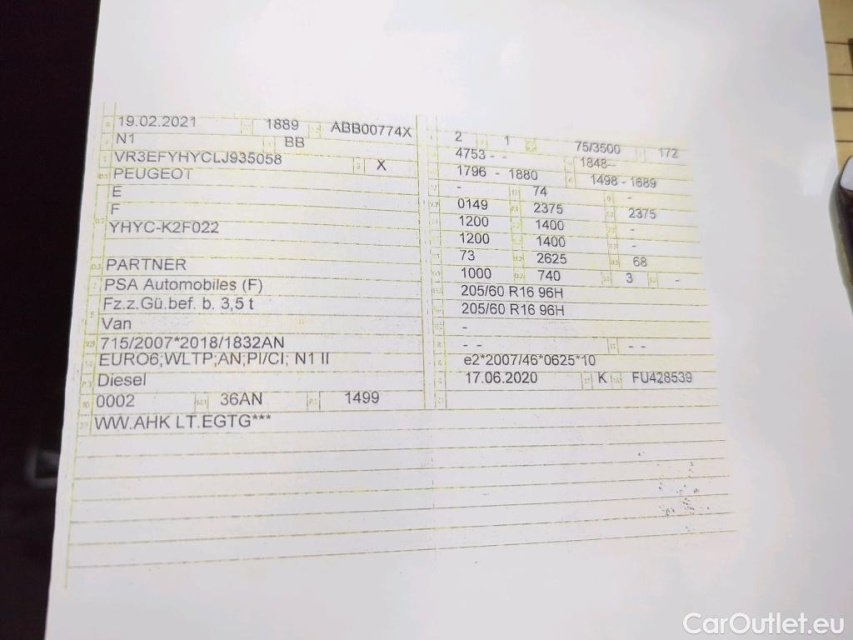 19.02.2021 1889 ABB00774X
N1 BB
VR3EFYHYCLJ935058 X
PEUGEOT
E
F
YHYC-K2F022
PARTNER
PSA Automobiles (F)
Fz.z.Gü.bef. b. 3,5 t
Van
715/2007*2018/1832AN
EURO6;WLTP;AN;PI/CI; N1 II
Diesel
0002 36AN 1499
WW.AHK LT.EGTG***
2 1 75/3500 172
4753 - - 1848-
1796 - 1880 1498 - 1689
- 74 -
0149 2375 2375
1200 1400 -
1200 1400 -
73 2625 68
1000 740 3 -
205/60 R16 96H
205/60 R16 96H
-
- - - -
e2*2007/46*0625*10
17.06.2020 K FU428539
CarOutlet.eu